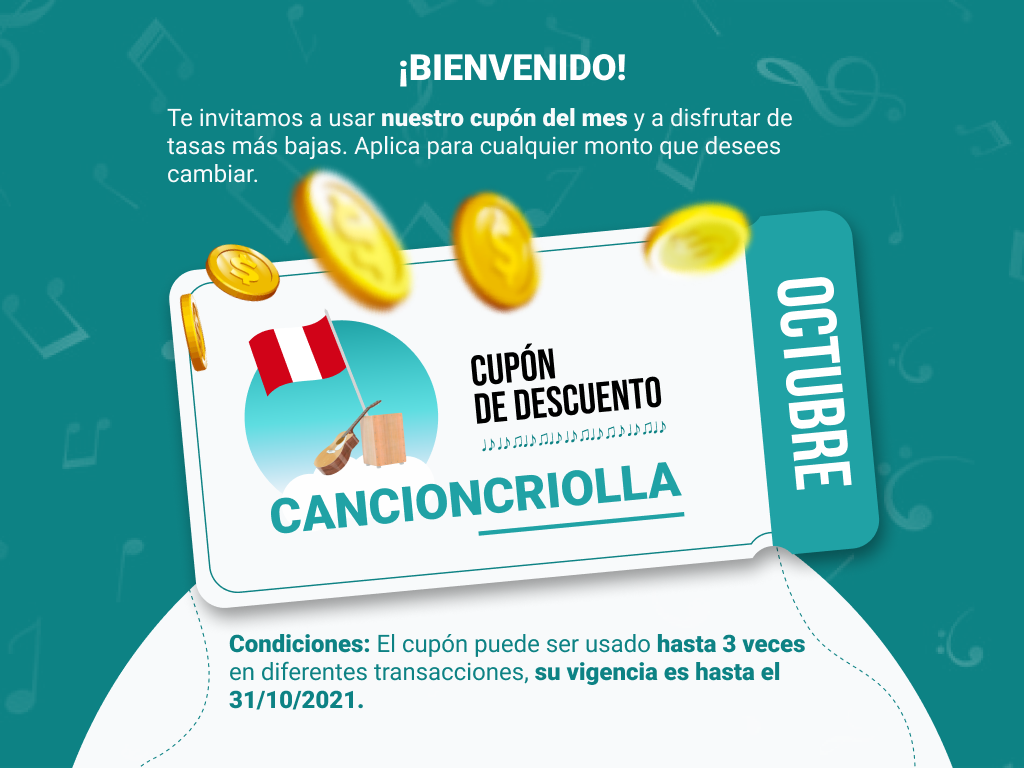 ¡BIENVENIDO!
Te invitamos a usar nuestro cupón del mes y a disfrutar de
tasas más bajas. Aplica para cualquier monto que desees
cambiar.
CUPÓN
DE DESCUENTO
CANCIONCRIOLLA
OCTUBRE
Condiciones: El cupón puede ser usado hasta 3 veces
en diferentes transacciones, su vigencia es hasta el
31/10/2021.